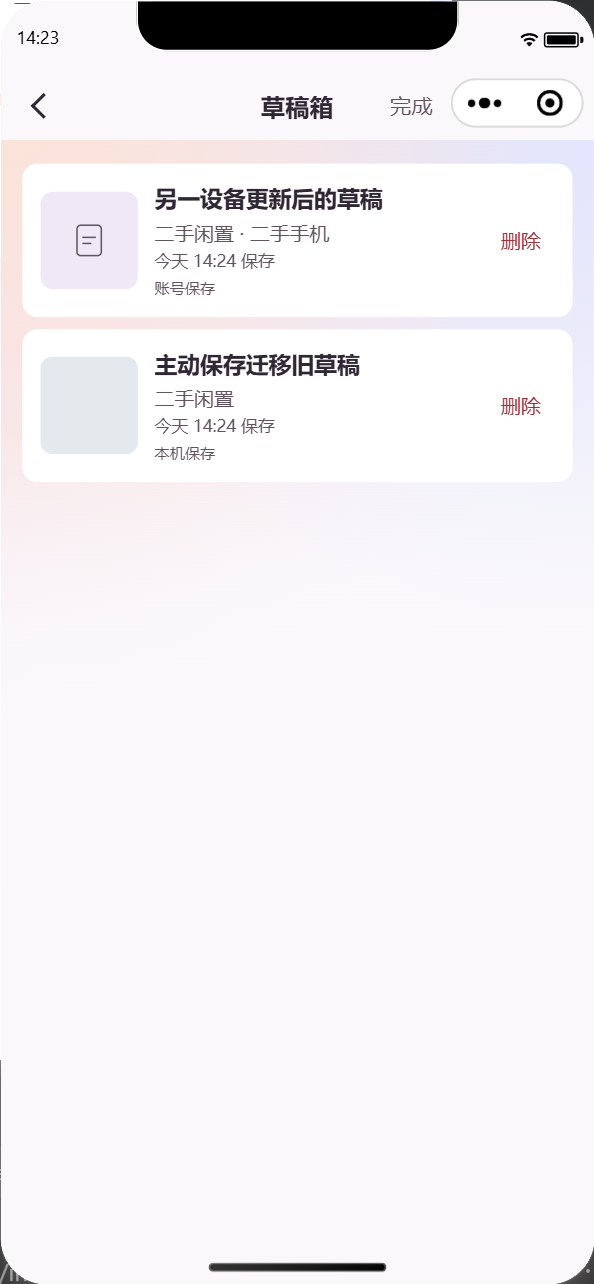 14:23
草稿箱 完成
另一设备更新后的草稿
二手闲置 · 二手手机
今天 14:24 保存
账号保存
删除
主动保存迁移旧草稿
二手闲置
今天 14:24 保存
本机保存
删除